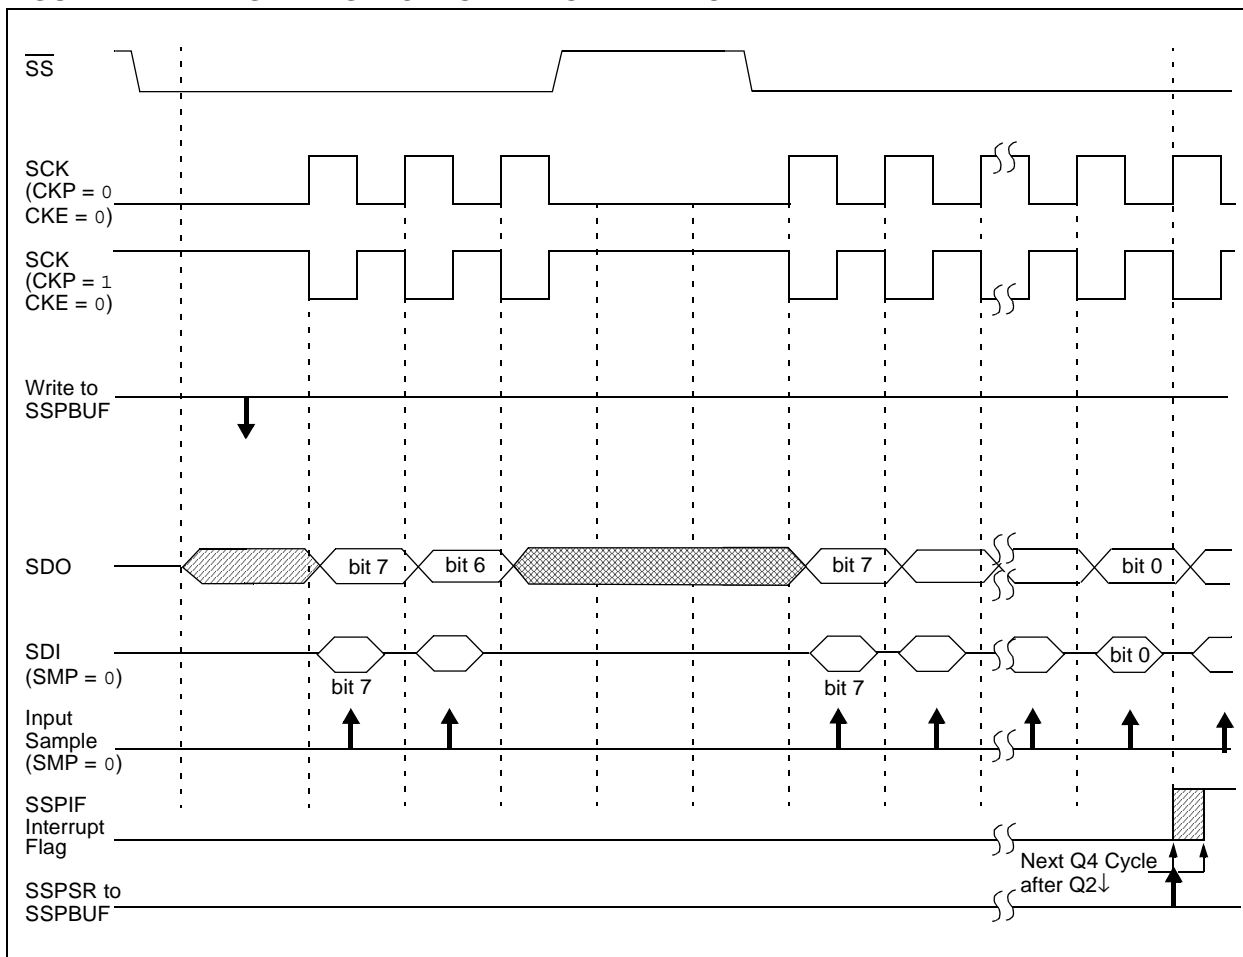 SS
SCK
(CKP = 0
CKE = 0)
SCK
(CKP = 1
CKE = 0)
Write to
SSPBUF
SDO
bit 7
bit 6
bit 7
bit 0
SDI
(SMP = 0)
bit 7
bit 7
bit 0
Input
Sample
(SMP = 0)
SSPIF
Interrupt
Flag
Next Q4 Cycle
after Q2↓
SSPSR to
SSPBUF